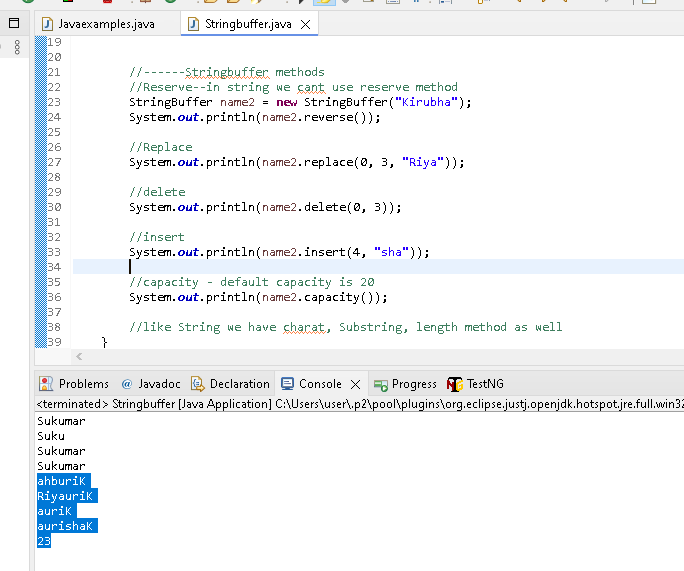 Javaexamples.java
Stringbuffer.java
19
20
21 //------Stringbuffer methods
22 //Reserve--in string we cant use reserve method
23 StringBuffer name2 = new StringBuffer("Kirubha");
24 System.out.println(name2.reverse());
25
26 //Replace
27 System.out.println(name2.replace(0, 3, "Riya"));
28
29 //delete
30 System.out.println(name2.delete(0, 3));
31
32 //insert
33 System.out.println(name2.insert(4, "sha"));
34
35 //capacity - default capacity is 20
36 System.out.println(name2.capacity());
37
38 //like String we have charat, Substring, length method as well
39 }
Problems @ Javadoc Declaration Console Progress TestNG
<terminated> Stringbuffer [Java Application] C:\Users\user\.p2\pool\plugins\org.eclipse.justj.openjdk.hotspot.jre.full.win32
Sukumar
Suku
Sukumar
Sukumar
ahburiK
RiyauriK
auriK
aurishaK
23